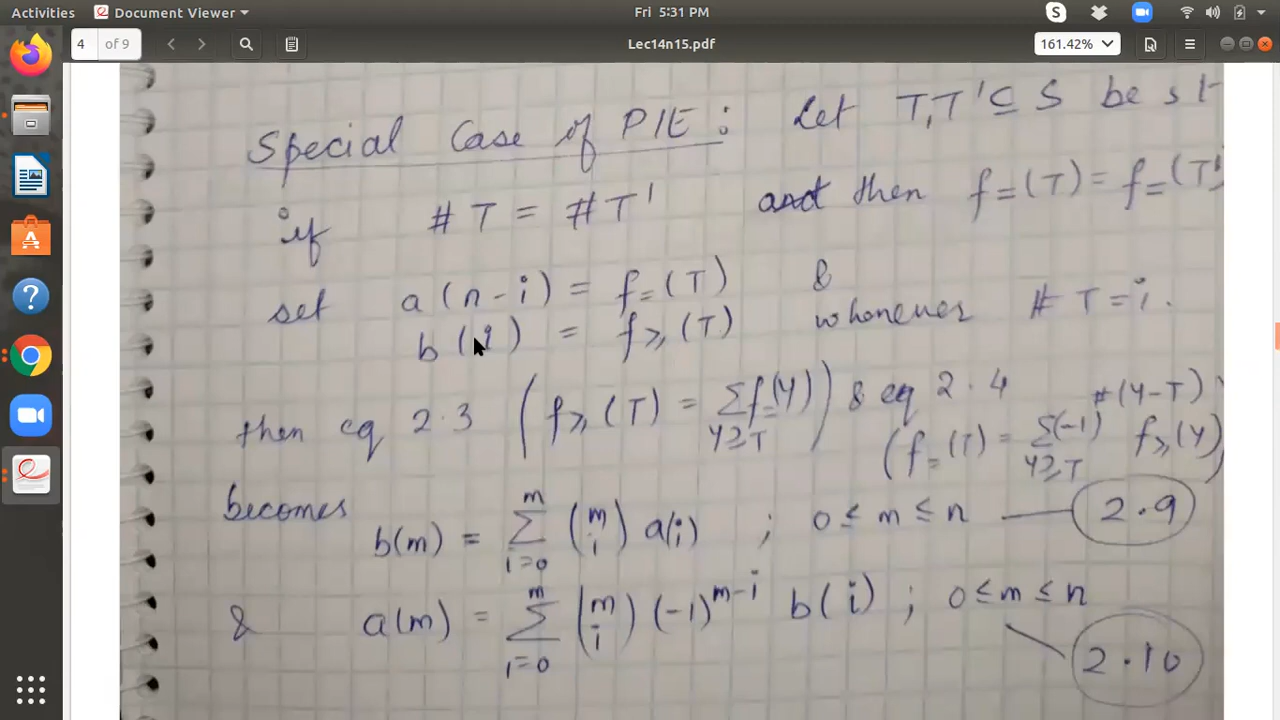 Activities Document Viewer Fri 5:31 PM
4 of 9 Lec14n15.pdf 161.42%
Special Case of PIE : Let T, T' ⊆ S be st
if # T = # T' then f=(T) = f=(T'
set a(n-i) = f=(T) &
b(i) = f≥(T) whenever # T = i.
then eq 2.3 (f≥(T) = Σ_{Y⊇T} f=(Y)) & eq 2.4
(f=(T) = Σ_{Y⊇T} (-1)^{#(Y-T)} f≥(Y)
becomes
b(m) = Σ_{i=0}^{m} (m i) a(i) ; 0 ≤ m ≤ n — 2.9
& a(m) = Σ_{i=0}^{m} (m i) (-1)^{m-i} b(i) ; 0 ≤ m ≤ n
2.10